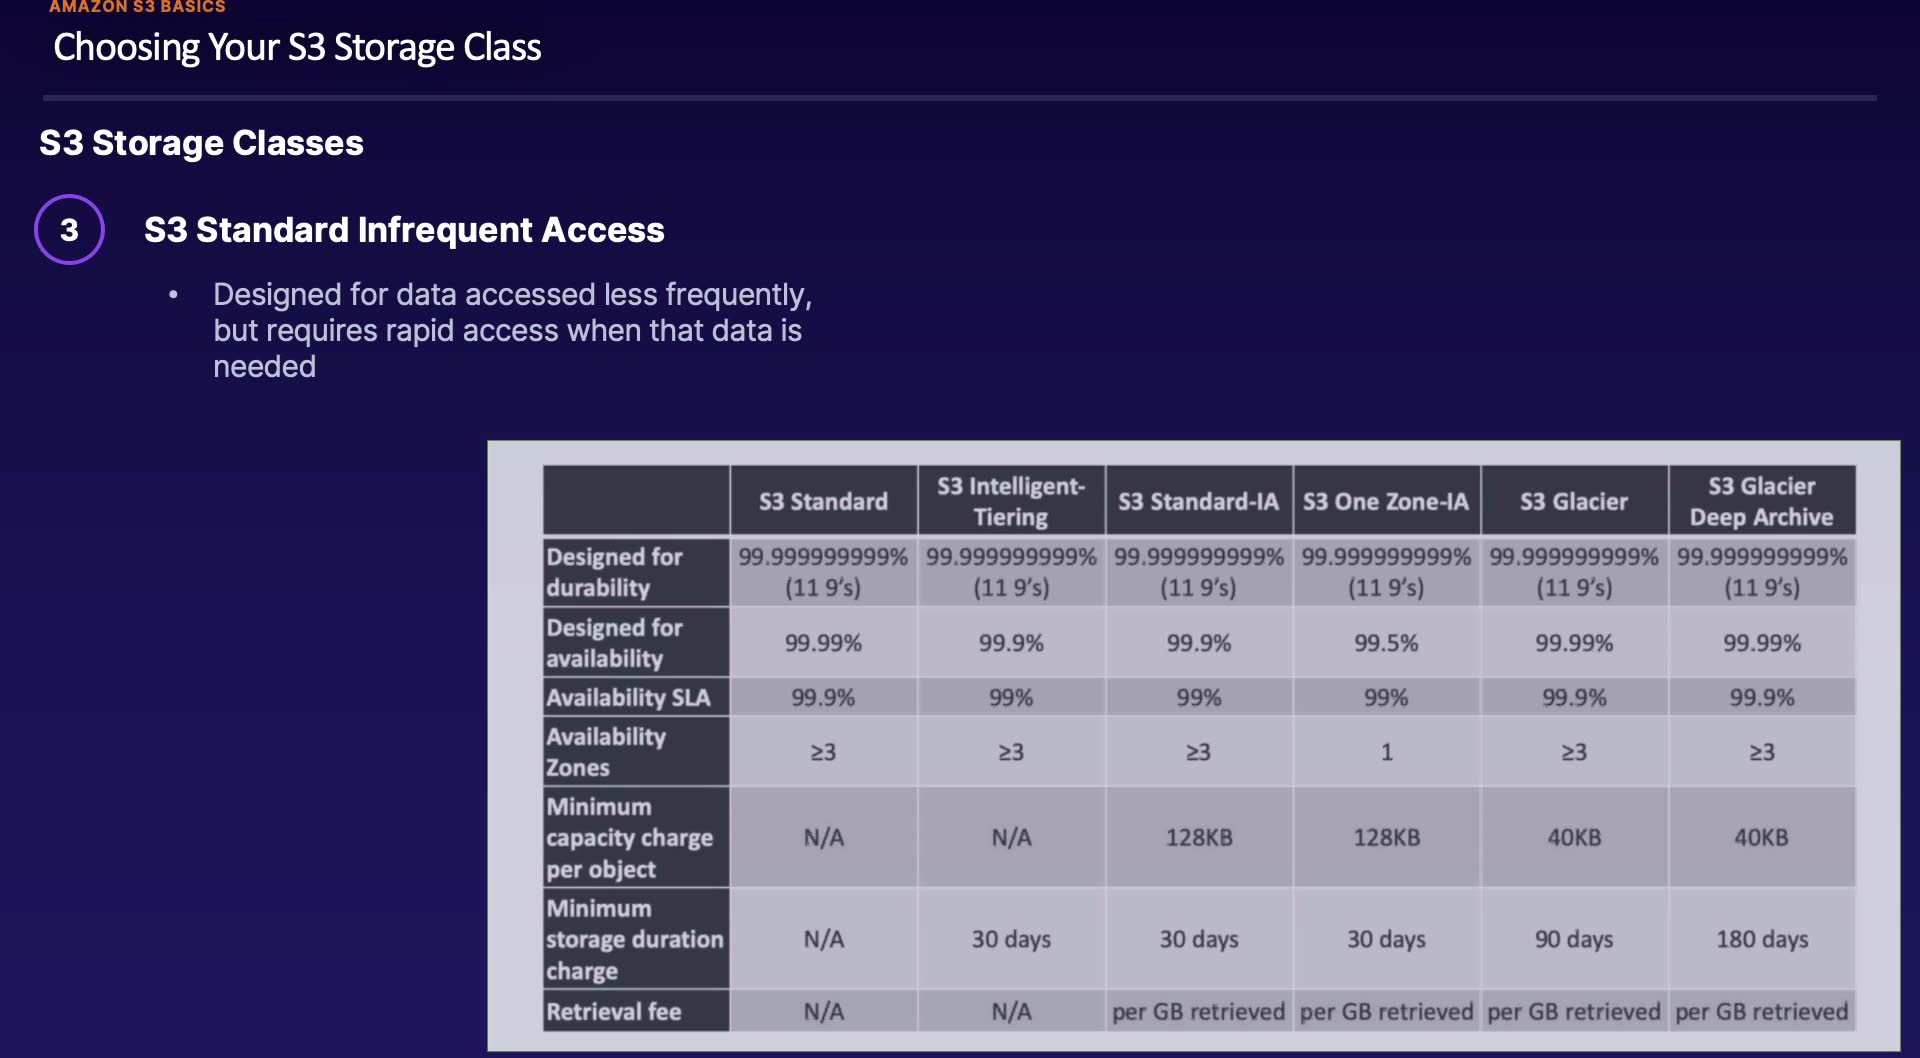 AMAZON S3 BASICS
Choosing Your S3 Storage Class
S3 Storage Classes
3
S3 Standard Infrequent Access
• Designed for data accessed less frequently,
but requires rapid access when that data is
needed
S3 Standard
S3 Intelligent-
Tiering
S3 Standard-IA
S3 One Zone-IA
S3 Glacier
S3 Glacier
Deep Archive
Designed for
durability
99.999999999%
(11 9’s)
99.999999999%
(11 9’s)
99.999999999%
(11 9’s)
99.999999999%
(11 9’s)
99.999999999%
(11 9’s)
99.999999999%
(11 9’s)
Designed for
availability
99.99%
99.9%
99.9%
99.5%
99.99%
99.99%
Availability SLA
99.9%
99%
99%
99%
99.9%
99.9%
Availability
Zones
≥3
≥3
≥3
1
≥3
≥3
Minimum
capacity charge
per object
N/A
N/A
128KB
128KB
40KB
40KB
Minimum
storage duration
charge
N/A
30 days
30 days
30 days
90 days
180 days
Retrieval fee
N/A
N/A
per GB retrieved
per GB retrieved
per GB retrieved
per GB retrieved